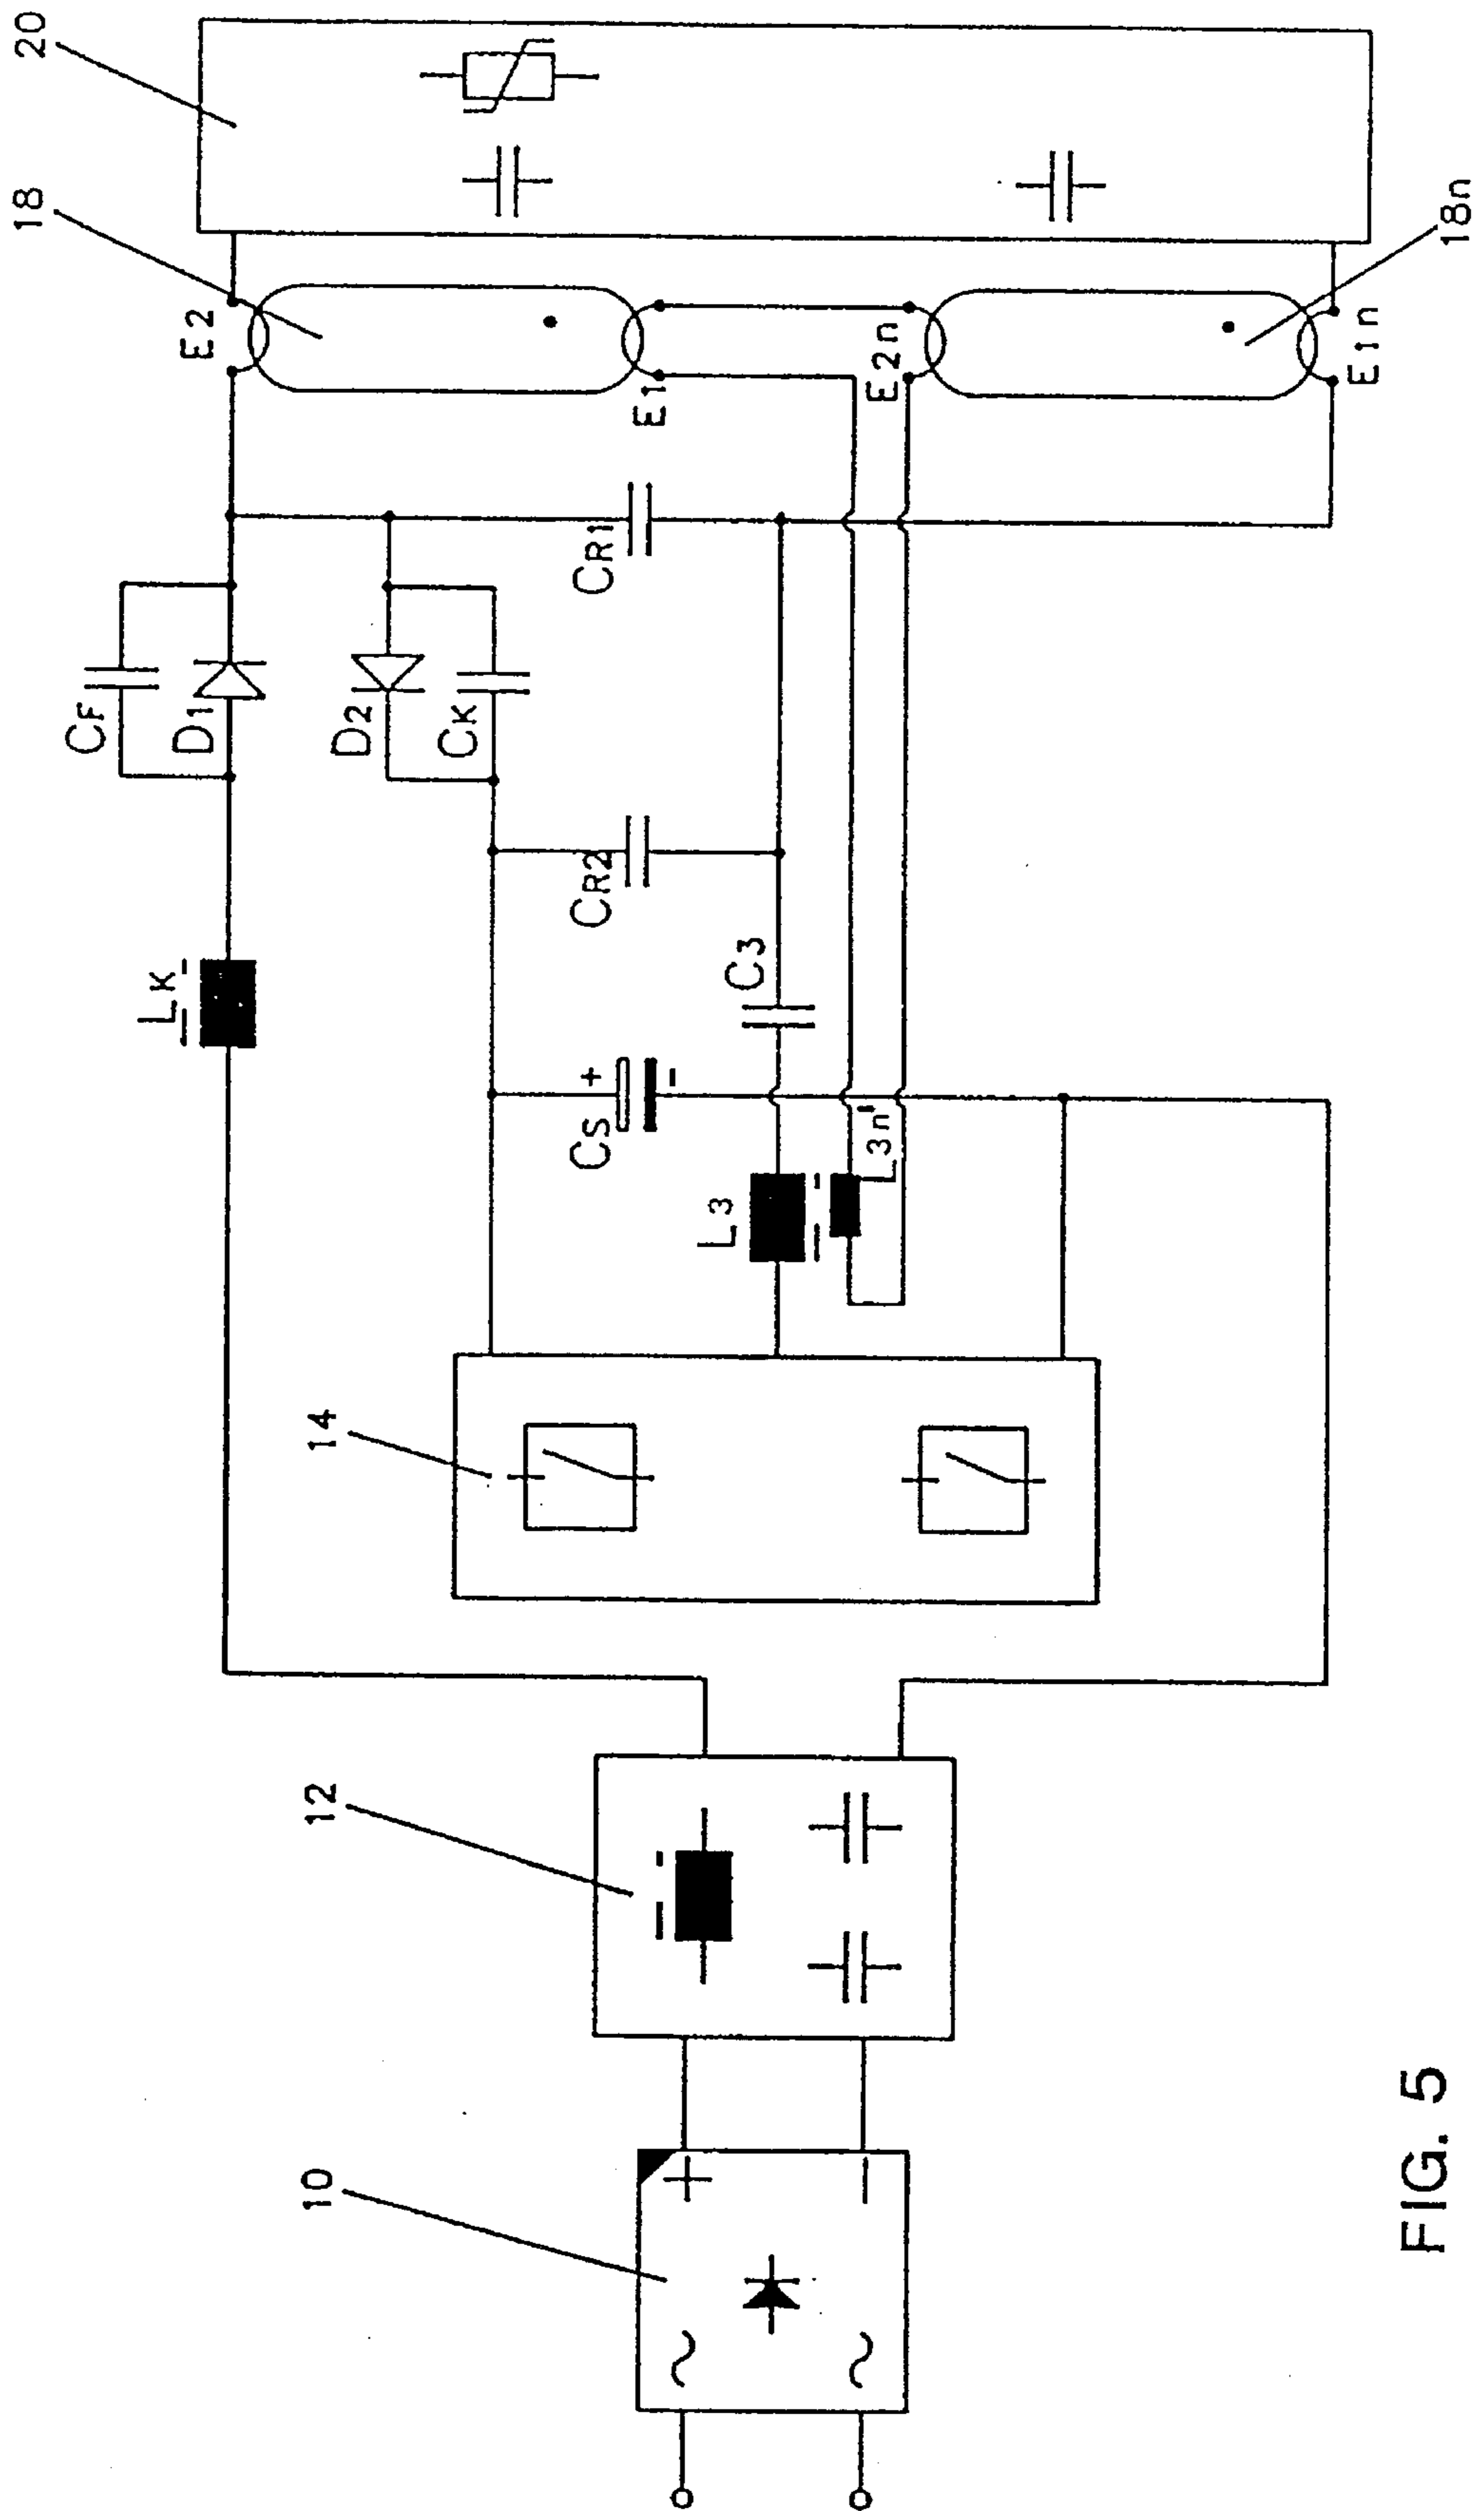 10
12
14
18
20
CF
D1
LK
D2
CK
CR1
CR2
CS
+
-
C3
L3
L3n'
E2
E1
E2n
E1n
18n
+
-
~
~
FIG. 5